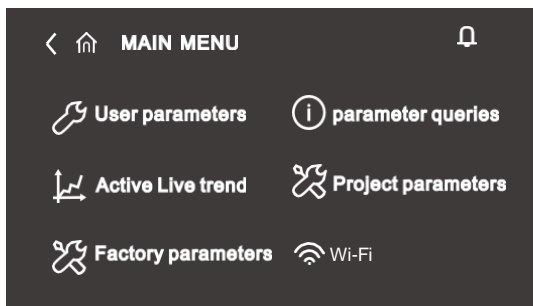 MAIN MENU
User parameters
parameter queries
Active Live trend
Project parameters
Factory parameters
Wi-Fi